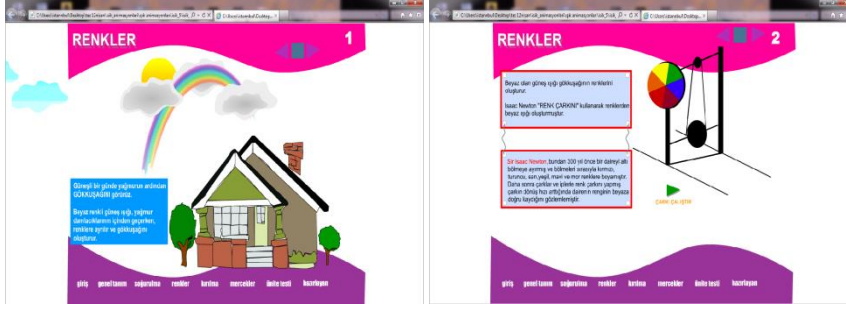 RENKLER
1
Güneşli bir günde yağmurun ardından
GÖKKUŞAĞINI görürüz.
Beyaz renkli güneş ışığı, yağmur
damlacıklarının içinden geçerken,
renklere ayrılır ve gökkuşağını
oluşturur.
giriş genel tanım soğurulma renkler kırılma mercekler ünite testi hazırlayan
RENKLER
2
Beyaz olan güneş ışığı gökkuşağının renklerini
oluşturur.
Isaac Newton "RENK ÇARKINI" kullanarak renklerden
beyaz ışığı oluşturmuştur.
Sir Isaac Newton, bundan 300 yıl önce bir daireyi altı
bölmeye ayırmış ve bölmeleri sırasıyla kırmızı,
turuncu, sarı, yeşil, mavi ve mor renklere boyamıştır.
Daha sonra çarklar ve iplerle renk çarkını yapmış
çarkın dönüş hızı arttığında dairenin renginin beyaza
doğru kaydığını gözlemlemiştir.
ÇARKI ÇALIŞTIR
giriş genel tanım soğurulma renkler kırılma mercekler ünite testi hazırlayan